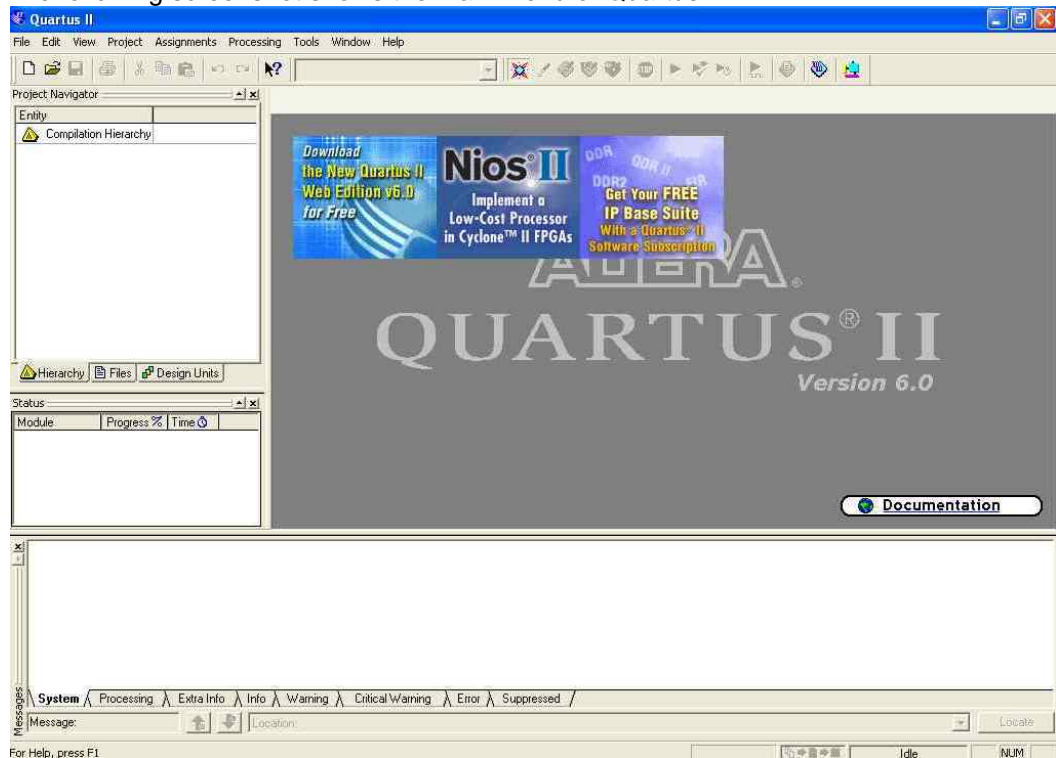 Quartus II
File Edit View Project Assignments Processing Tools Window Help
Project Navigator
Entity
Compilation Hierarchy
Hierarchy Files Design Units
Status
Module Progress % Time
Download
the New Quartus II
Web Edition v6.0
for Free
Nios II
Implement a
Low-Cost Processor
in Cyclone™ II FPGAs
DDR DDR II
DDR2 FIR
Get Your FREE
IP Base Suite
With a Quartus® II
Software Subscription
ALTERA®
QUARTUS® II
Version 6.0
Documentation
Messages
System Processing Extra Info Info Warning Critical Warning Error Suppressed
Message: Location: Locate
For Help, press F1 Idle NUM